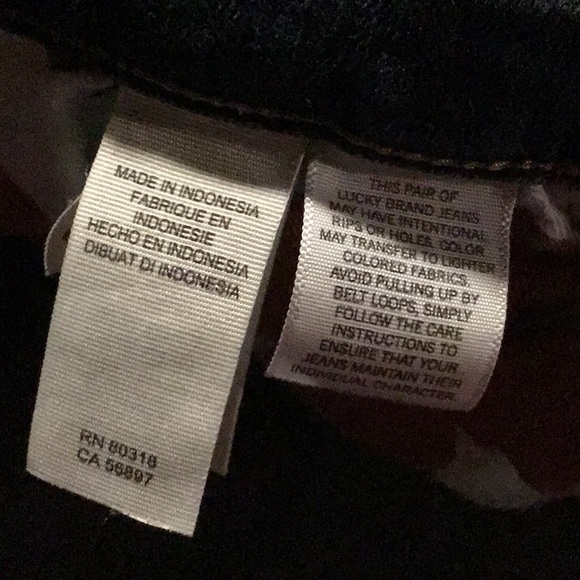 MADE IN INDONESIA
FABRIQUE EN
INDONESIE
HECHO EN INDONESIA
DIBUAT DI INDONESIA
RN 80318
CA 56897
THIS PAIR OF
LUCKY BRAND JEANS
MAY HAVE INTENTIONAL
RIPS OR HOLES. COLOR
MAY TRANSFER TO LIGHTER
COLORED FABRICS.
AVOID PULLING UP BY
BELT LOOPS, SIMPLY
FOLLOW THE CARE
INSTRUCTIONS TO
ENSURE THAT YOUR
JEANS MAINTAIN THEIR
INDIVIDUAL CHARACTER.